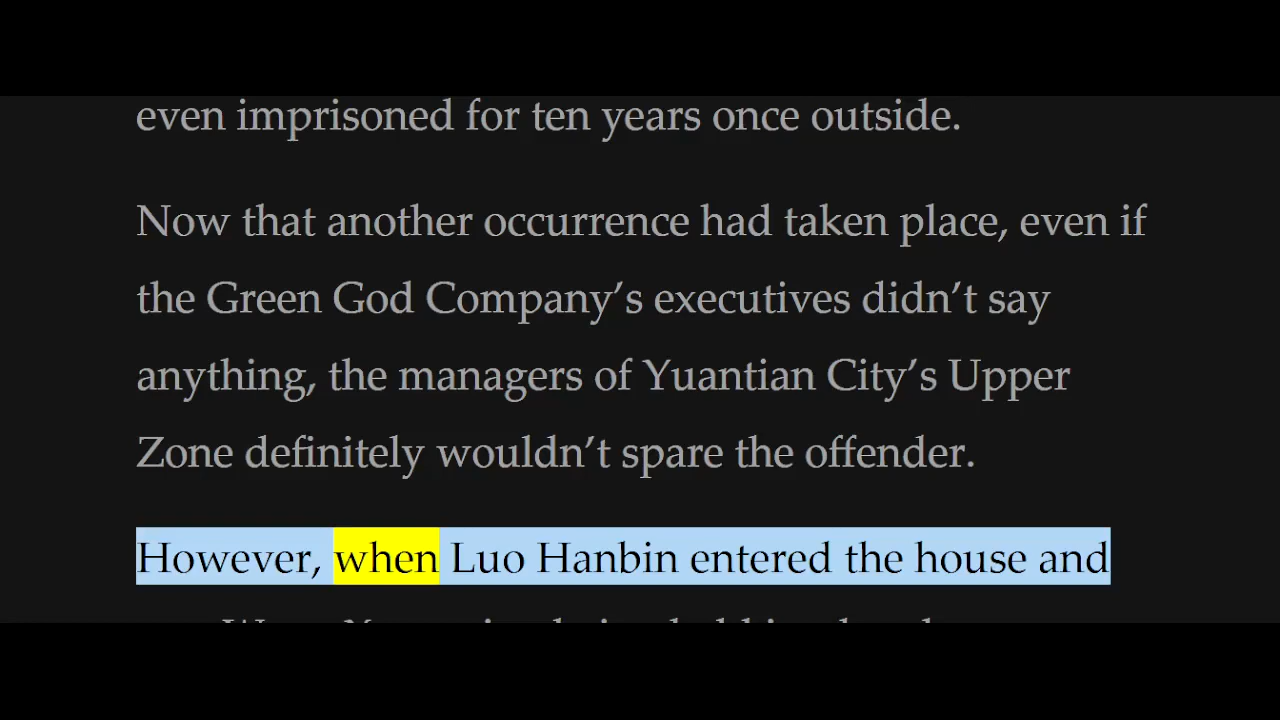 even imprisoned for ten years once outside.
Now that another occurrence had taken place, even if
the Green God Company’s executives didn’t say
anything, the managers of Yuantian City’s Upper
Zone definitely wouldn’t spare the offender.
However, when Luo Hanbin entered the house and